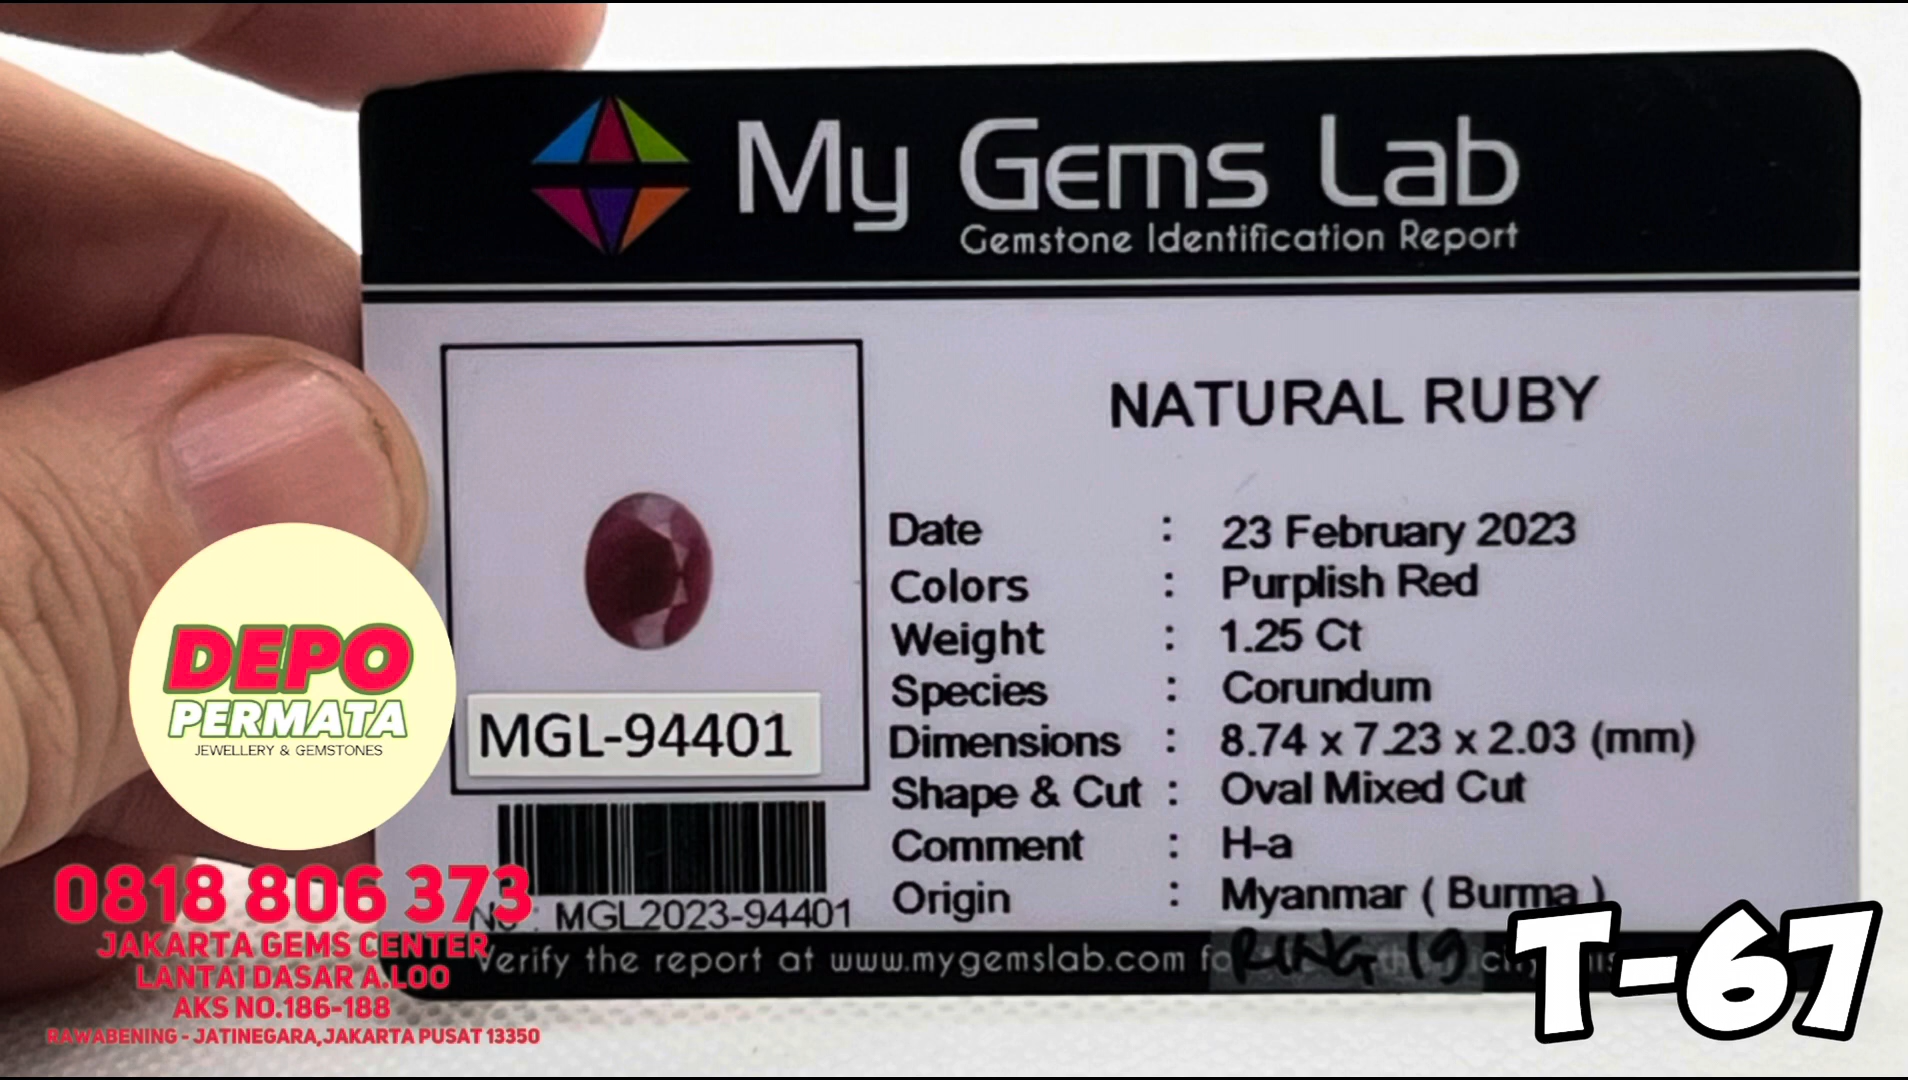 My Gems Lab
Gemstone Identification Report
NATURAL RUBY
Date : 23 February 2023
Colors : Purplish Red
Weight : 1.25 Ct
Species : Corundum
Dimensions : 8.74 x 7.23 x 2.03 (mm)
Shape & Cut : Oval Mixed Cut
Comment : H-a
Origin : Myanmar ( Burma )
MGL-94401
No : MGL2023-94401
Verify the report at www.mygemslab.com
RING 19
T-67
DEPO
PERMATA
JEWELLERY & GEMSTONES
0818 806 373
JAKARTA GEMS CENTER
LANTAI DASAR A.LOO
AKS NO.186-188
RAWABENING - JATINEGARA,JAKARTA PUSAT 13350